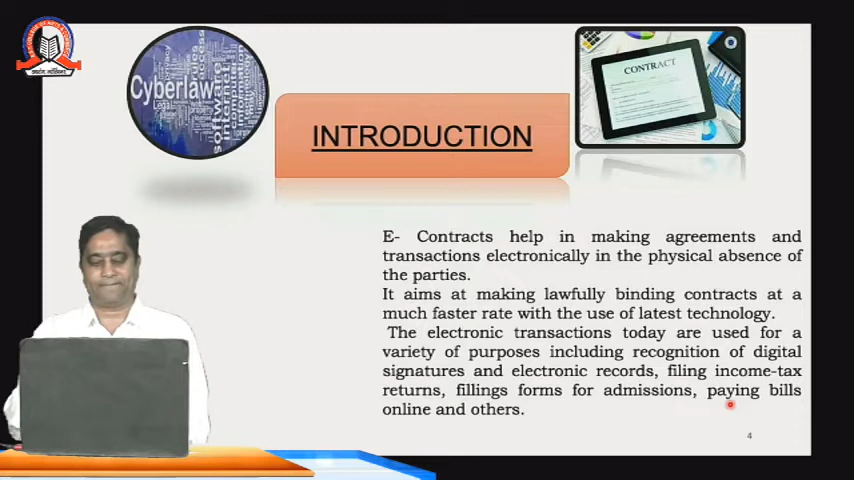 Cyberlaw
Legal
software
internet
CONTRACT
INTRODUCTION
E- Contracts help in making agreements and
transactions electronically in the physical absence of
the parties.
It aims at making lawfully binding contracts at a
much faster rate with the use of latest technology.
The electronic transactions today are used for a
variety of purposes including recognition of digital
signatures and electronic records, filing income-tax
returns, fillings forms for admissions, paying bills
online and others.
4